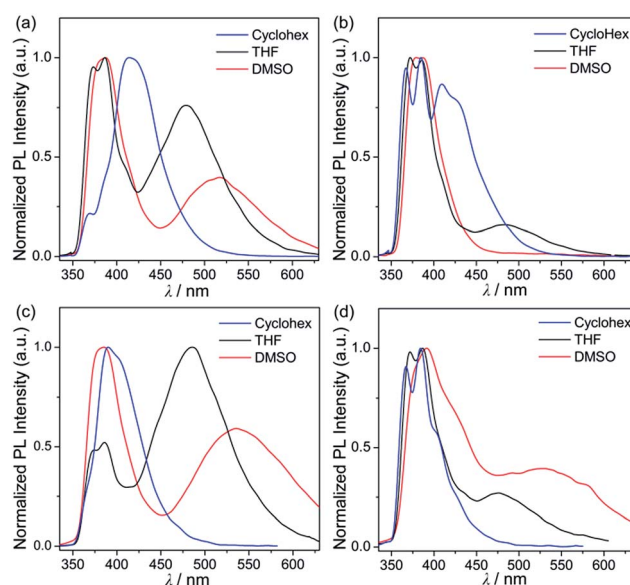 (a)
Cyclohex
THF
DMSO
Normalized PL Intensity (a.u.)
1.0
0.5
0.0
350 400 450 500 550 600
λ / nm
(b)
CycloHex
THF
DMSO
Normalized PL Intensity (a.u.)
1.0
0.5
0.0
350 400 450 500 550 600
λ / nm
(c)
Cyclohex
THF
DMSO
Normalized PL Intensity (a.u.)
1.0
0.5
0.0
350 400 450 500 550 600
λ / nm
(d)
Cyclohex
THF
DMSO
Normalized PL Intensity (a.u.)
1.0
0.5
0.0
350 400 450 500 550 600
λ / nm